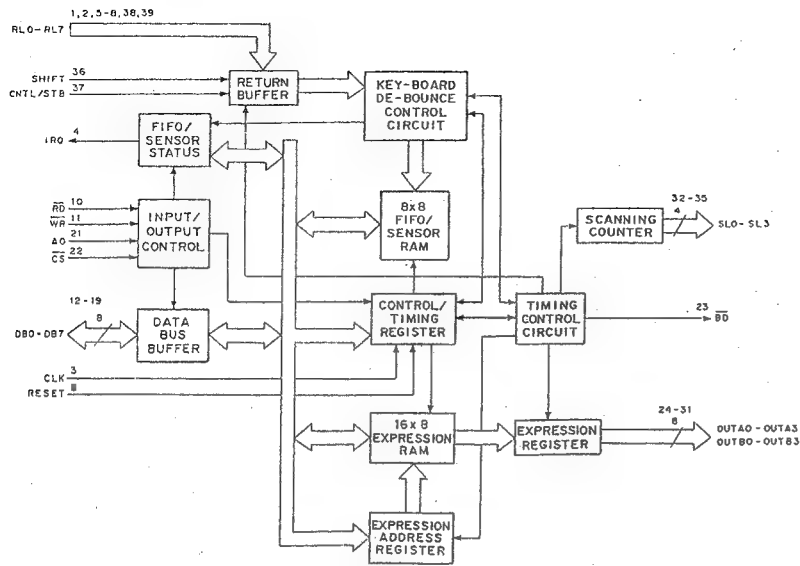 1,2,5-8,38,39
RL0-RL7
SHIFT 36
CNTL/STB 37
RETURN
BUFFER
KEY-BOARD
DE-BOUNCE
CONTROL
CIRCUIT
FIFO/
SENSOR
STATUS
IRQ 4
8x8
FIFO/
SENSOR
RAM
RD 10
WR 11
A0 21
CS 22
INPUT/
OUTPUT
CONTROL
SCANNING
COUNTER
32-35
4
SL0-SL3
12-19
8
DB0-DB7
DATA
BUS
BUFFER
CONTROL/
TIMING
REGISTER
TIMING
CONTROL
CIRCUIT
23
BD
CLK 3
RESET
16x8
EXPRESSION
RAM
EXPRESSION
REGISTER
24-31
8
OUTA0-OUTA3
OUTB0-OUTB3
EXPRESSION
ADDRESS
REGISTER